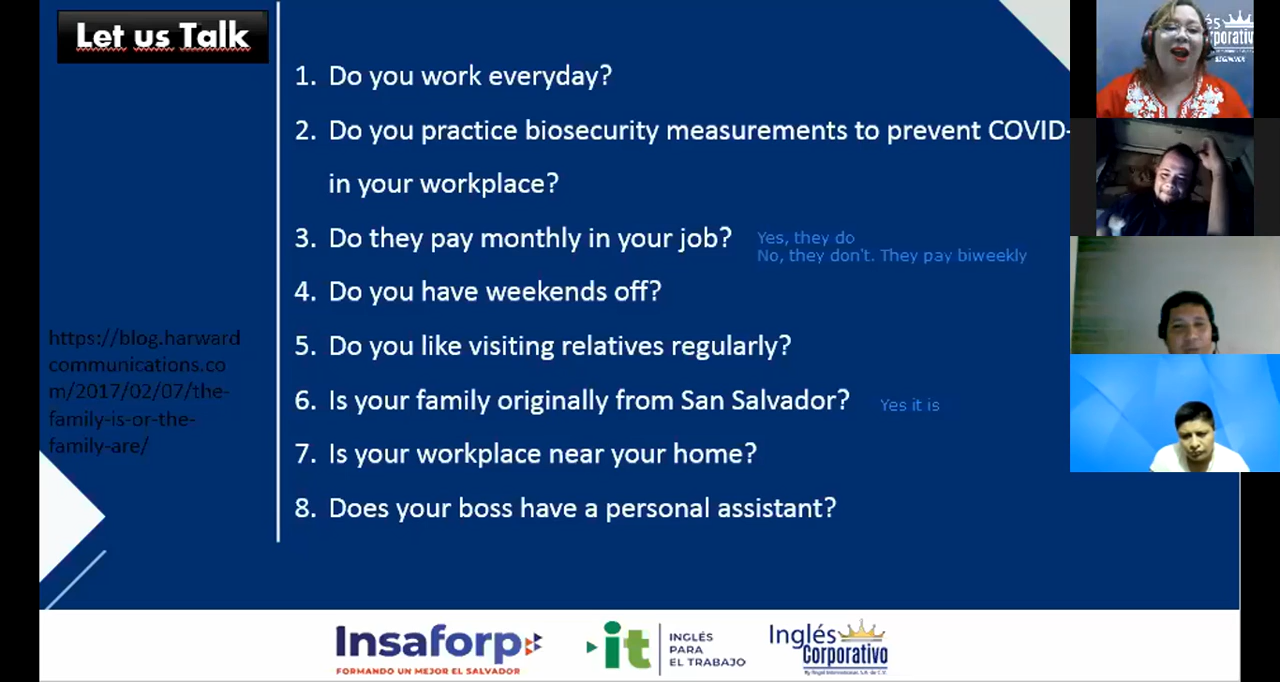 Let us Talk
1. Do you work everyday?
2. Do you practice biosecurity measurements to prevent COVID-
in your workplace?
3. Do they pay monthly in your job?
Yes, they do
No, they don't. They pay biweekly
4. Do you have weekends off?
5. Do you like visiting relatives regularly?
6. Is your family originally from San Salvador?
Yes it is
7. Is your workplace near your home?
8. Does your boss have a personal assistant?
https://blog.harward
communications.co
m/2017/02/07/the-
family-is-or-the-
family-are/
Insaforp
FORMANDO UN MEJOR EL SALVADOR
it
INGLÉS
PARA
EL TRABAJO
Inglés
Corporativo